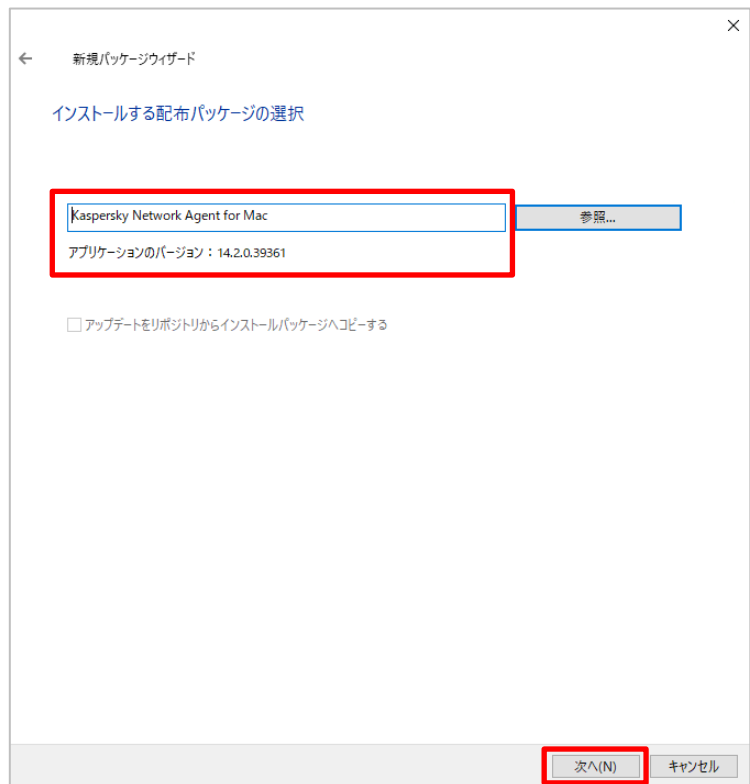 新規パッケージウィザード
インストールする配布パッケージの選択
Kaspersky Network Agent for Mac
参照...
アプリケーションのバージョン：14.2.0.39361
アップデートをリポジトリからインストールパッケージへコピーする
次へ(N)
キャンセル